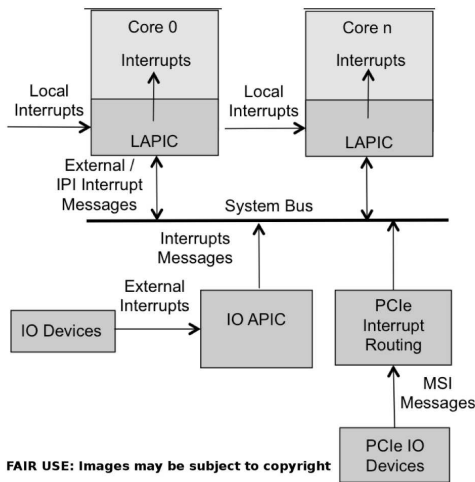 Core 0
Interrupts
LAPIC
Local
Interrupts
Core n
Interrupts
LAPIC
Local
Interrupts
External /
IPI Interrupt
Messages
System Bus
Interrupts
Messages
External
Interrupts
IO Devices
IO APIC
PCIe
Interrupt
Routing
MSI
Messages
PCIe IO
Devices
FAIR USE: Images may be subject to copyright